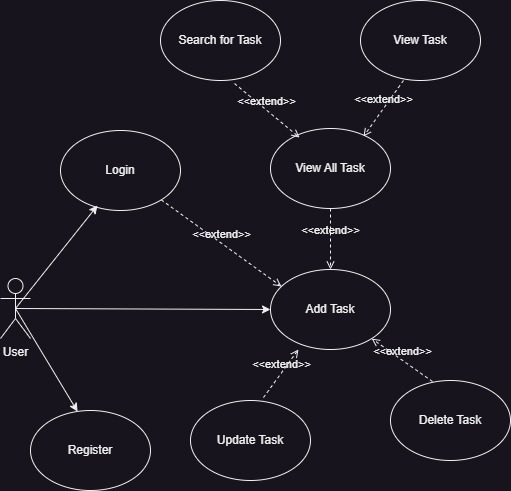 Search for Task
View Task
<<extend>>
<<extend>>
Login
View All Task
<<extend>>
<<extend>>
Add Task
User
<<extend>>
<<extend>>
Update Task
Delete Task
Register